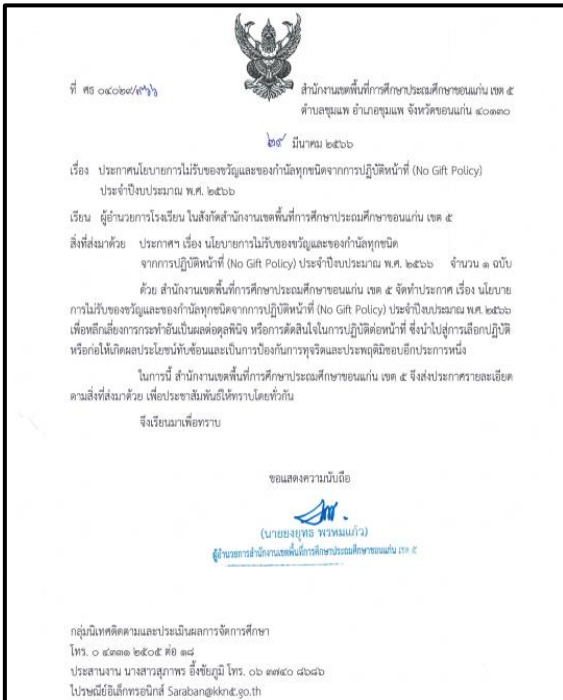 ที่ ศธ ๐๔๐๒๙/
สำนักงานเขตพื้นที่การศึกษาประถมศึกษาขอนแก่น เขต ๕
ตำบลชุมแพ อำเภอชุมแพ จังหวัดขอนแก่น ๔๐๑๓๐
๒๙ มีนาคม ๒๕๖๖
เรื่อง ประกาศนโยบายการไม่รับของขวัญและของกำนัลทุกชนิดจากการปฏิบัติหน้าที่ (No Gift Policy)
ประจำปีงบประมาณ พ.ศ. ๒๕๖๖
เรียน ผู้อำนวยการโรงเรียน ในสังกัดสำนักงานเขตพื้นที่การศึกษาประถมศึกษาขอนแก่น เขต ๕
สิ่งที่ส่งมาด้วย ประกาศฯ เรื่อง นโยบายการไม่รับของขวัญและของกำนัลทุกชนิด
จากการปฏิบัติหน้าที่ (No Gift Policy) ประจำปีงบประมาณ พ.ศ. ๒๕๖๖ จำนวน ๑ ฉบับ
ด้วย สำนักงานเขตพื้นที่การศึกษาประถมศึกษาขอนแก่น เขต ๕ จัดทำประกาศ เรื่อง นโยบาย
การไม่รับของขวัญและของกำนัลทุกชนิดจากการปฏิบัติหน้าที่ (No Gift Policy) ประจำปีงบประมาณ พ.ศ. ๒๕๖๖
เพื่อหลีกเลี่ยงการกระทำอันเป็นผลต่อดุลพินิจ หรือการตัดสินใจในการปฏิบัติต่อหน้าที่ ซึ่งนำไปสู่การเลือกปฏิบัติ
หรือก่อให้เกิดผลประโยชน์ทับซ้อนและเป็นการป้องกันการทุจริตและประพฤติมิชอบอีกประการหนึ่ง
ในการนี้ สำนักงานเขตพื้นที่การศึกษาประถมศึกษาขอนแก่น เขต ๕ จึงส่งประกาศรายละเอียด
ตามสิ่งที่ส่งมาด้วย เพื่อประชาสัมพันธ์ให้ทราบโดยทั่วกัน
จึงเรียนมาเพื่อทราบ
ขอแสดงความนับถือ
(นายยงยุทธ พรหมแก้ว)
ผู้อำนวยการสำนักงานเขตพื้นที่การศึกษาประถมศึกษาขอนแก่น เขต ๕
กลุ่มนิเทศติดตามและประเมินผลการจัดการศึกษา
โทร. ๐ ๔๓๓๑ ๒๕๐๕ ต่อ ๑๘
ประสานงาน นางสาวสุภาพร อึ้งชัยภูมิ โทร.
ไปรษณีย์อิเล็กทรอนิกส์ Saraban@kkn๕.go.th